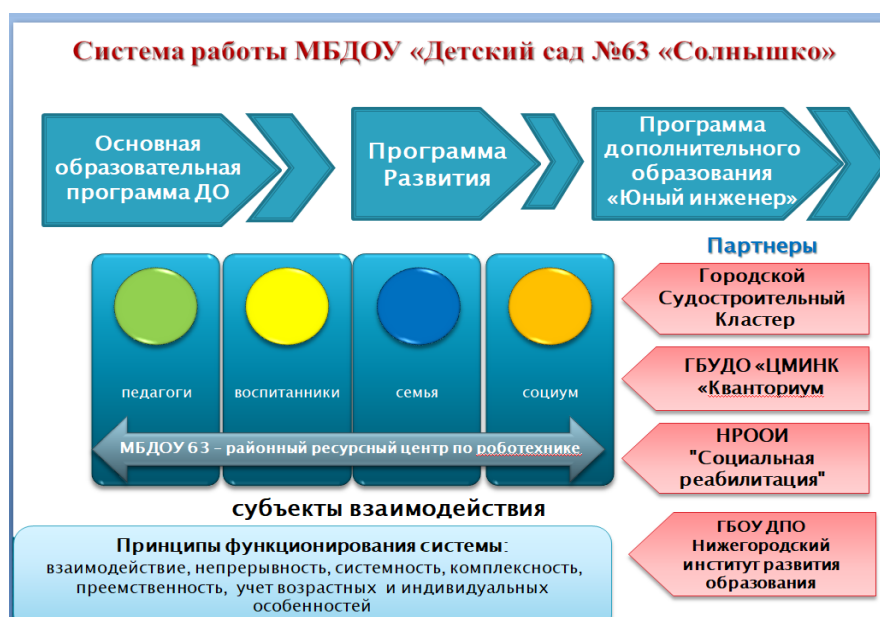 Система работы МБДОУ «Детский сад №63 «Солнышко»
Основная
образовательная
программа ДО
Программа
Развития
Программа
дополнительного
образования
«Юный инженер»
Партнеры
Городской
Судостроительный
Кластер
ГБУДО «ЦМИНК
«Кванториум
НРООИ
"Социальная
реабилитация"
ГБОУ ДПО
Нижегородский
институт развития
образования
педагоги
воспитанники
семья
социум
МБДОУ 63 – районный ресурсный центр по роботехнике
субъекты взаимодействия
Принципы функционирования системы:
взаимодействие, непрерывность, системность, комплексность,
преемственность, учет возрастных и индивидуальных
особенностей